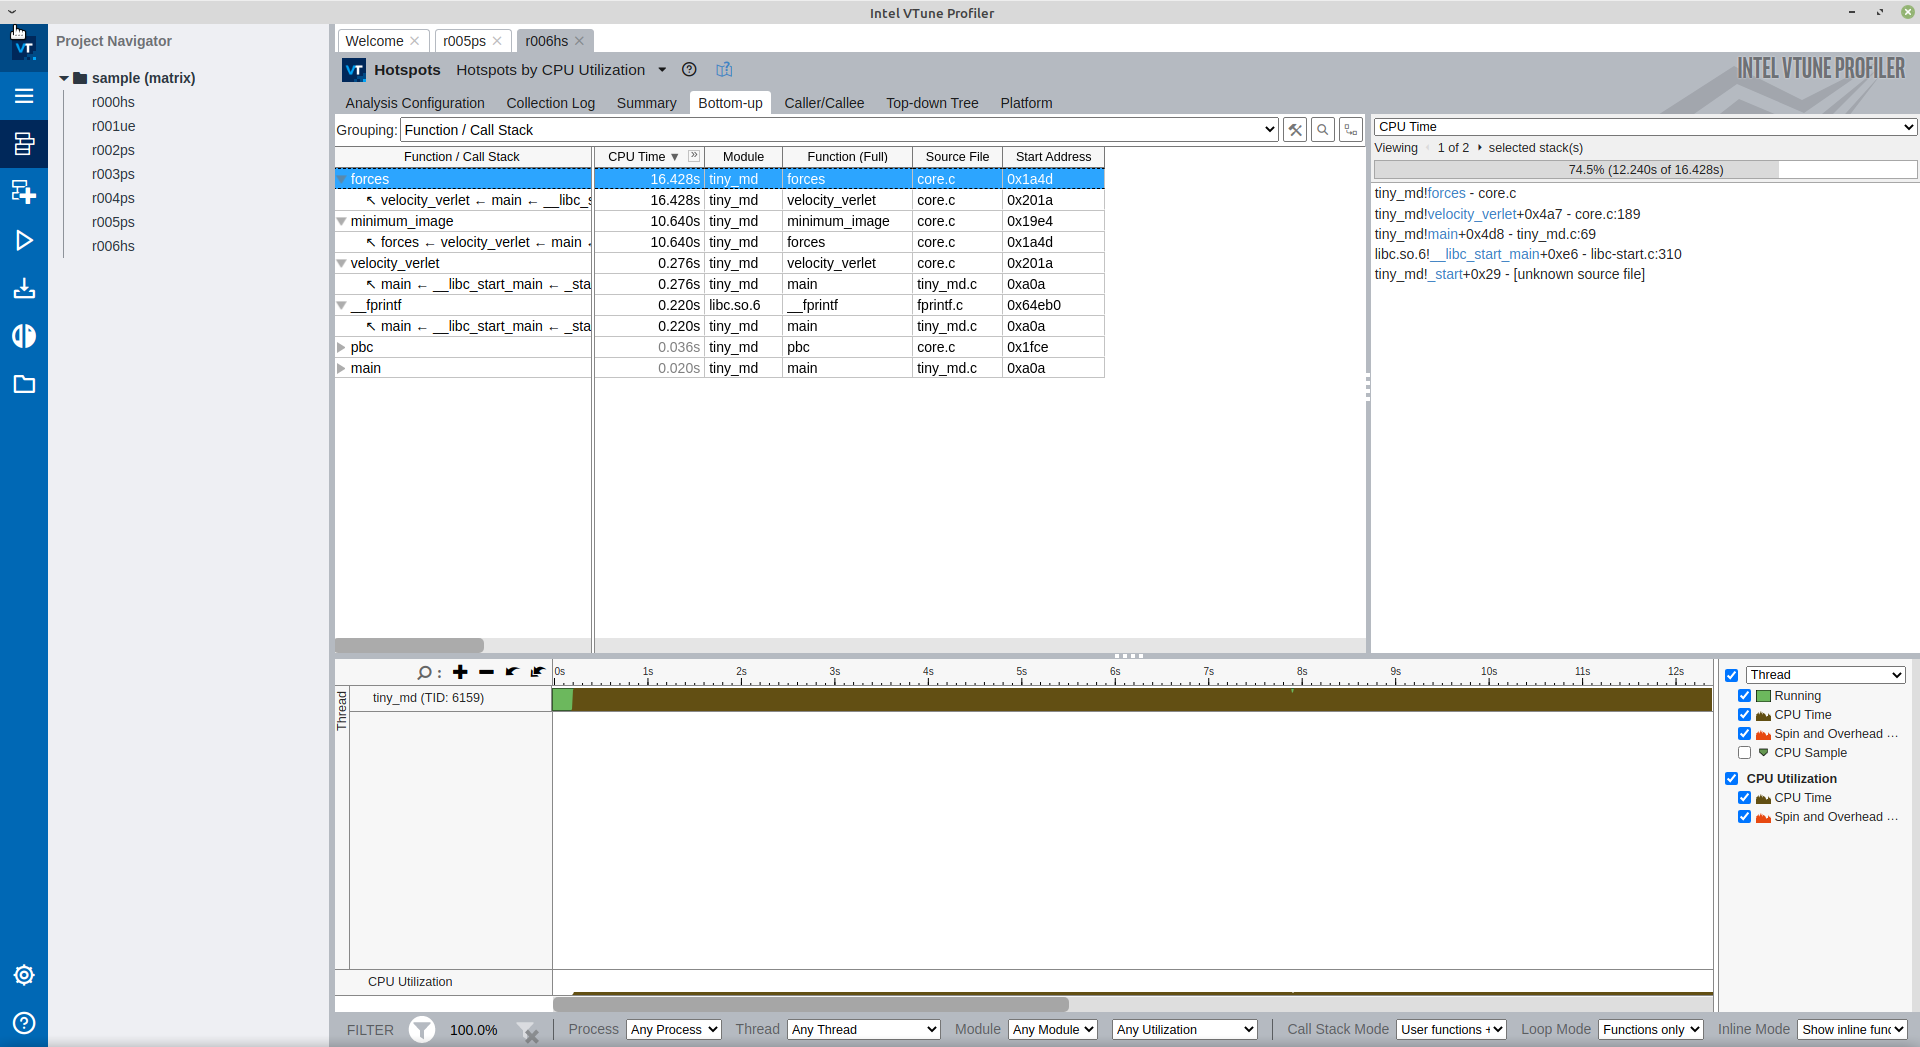 Intel VTune Profiler
VT
Project Navigator
sample (matrix)
r000hs
r001ue
r002ps
r003ps
r004ps
r005ps
r006hs
Welcome r005ps r006hs
VT Hotspots Hotspots by CPU Utilization
INTEL VTUNE PROFILER
Analysis Configuration Collection Log Summary Bottom-up Caller/Callee Top-down Tree Platform
Grouping: Function / Call Stack
Function / Call Stack CPU Time ▼ » Module Function (Full) Source File Start Address
forces 16.428s tiny_md forces core.c 0x1a4d
↖ velocity_verlet ← main ← __libc_s 16.428s tiny_md velocity_verlet core.c 0x201a
minimum_image 10.640s tiny_md minimum_image core.c 0x19e4
↖ forces ← velocity_verlet ← main 10.640s tiny_md forces core.c 0x1a4d
velocity_verlet 0.276s tiny_md velocity_verlet core.c 0x201a
↖ main ← __libc_start_main ← _sta 0.276s tiny_md main tiny_md.c 0xa0a
__fprintf 0.220s libc.so.6 __fprintf fprintf.c 0x64eb0
↖ main ← __libc_start_main ← _sta 0.220s tiny_md main tiny_md.c 0xa0a
pbc 0.036s tiny_md pbc core.c 0x1fce
main 0.020s tiny_md main tiny_md.c 0xa0a
CPU Time
Viewing 1 of 2 selected stack(s)
74.5% (12.240s of 16.428s)
tiny_md!forces - core.c
tiny_md!velocity_verlet+0x4a7 - core.c:189
tiny_md!main+0x4d8 - tiny_md.c:69
libc.so.6!__libc_start_main+0xe6 - libc-start.c:310
tiny_md!_start+0x29 - [unknown source file]
0s 1s 2s 3s 4s 5s 6s 7s 8s 9s 10s 11s 12s
Thread
tiny_md (TID: 6159)
CPU Utilization
Thread
Running
CPU Time
Spin and Overhead ...
CPU Sample
CPU Utilization
CPU Time
Spin and Overhead ...
FILTER 100.0% Process Any Process Thread Any Thread Module Any Module Any Utilization Call Stack Mode User functions + Loop Mode Functions only Inline Mode Show inline func